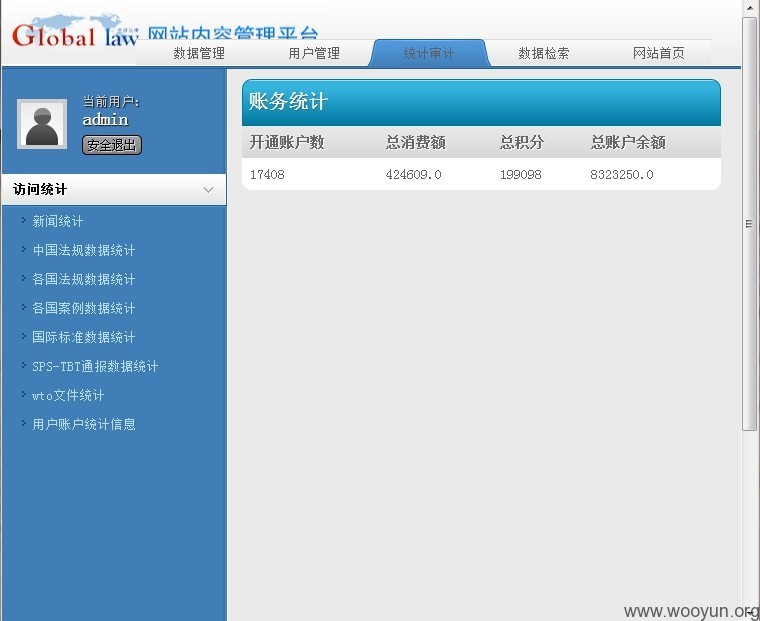 Global law 网站内容管理平台
数据管理 用户管理 统计审计 数据检索 网站首页
当前用户:
admin
安全退出
访问统计
新闻统计
中国法规数据统计
各国法规数据统计
各国案例数据统计
国际标准数据统计
SPS-TBT通报数据统计
wto文件统计
用户账户统计信息
账务统计
开通账户数 总消费额 总积分 总账户余额
17408 424609.0 199098 8323250.0
www.wooyun.org